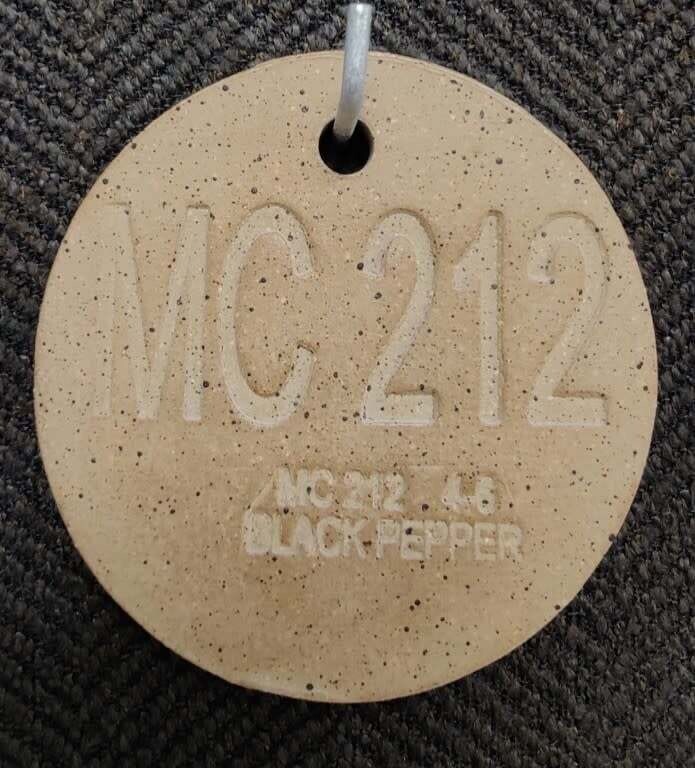 MC 212
MC 212 4-6
BLACK PEPPER